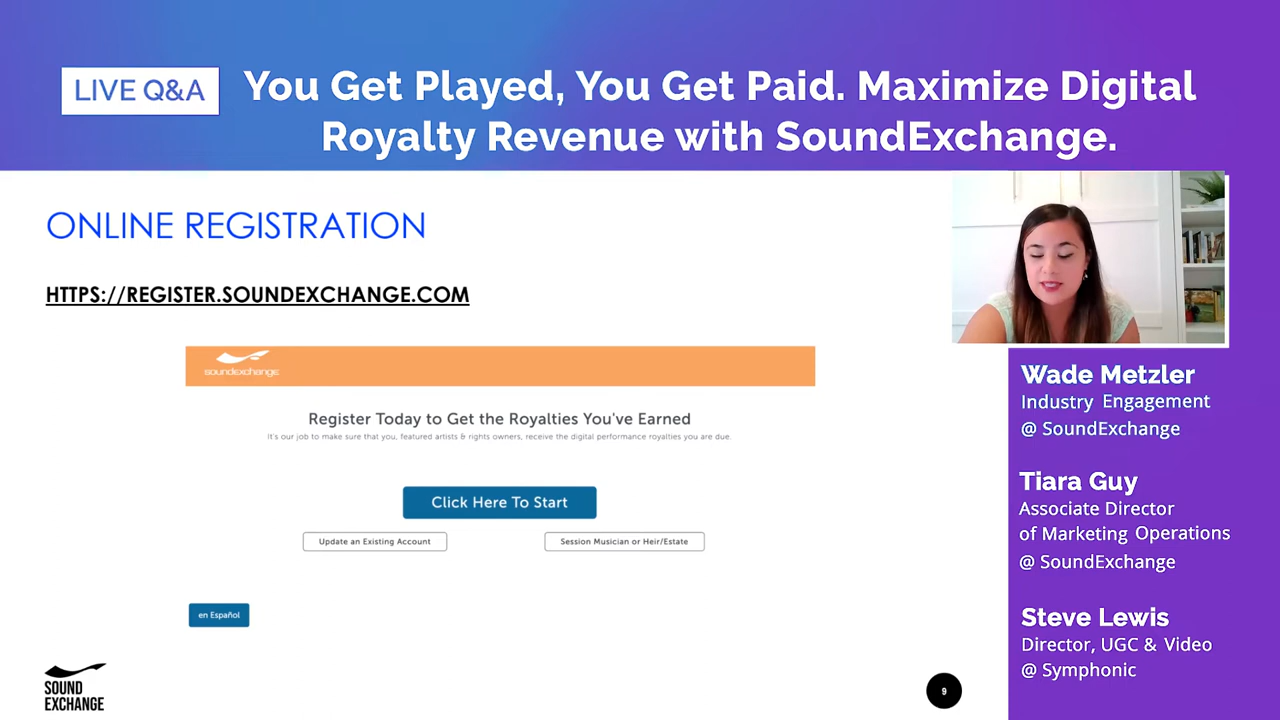 LIVE Q&A
You Get Played, You Get Paid. Maximize Digital
Royalty Revenue with SoundExchange.
ONLINE REGISTRATION
HTTPS://REGISTER.SOUNDEXCHANGE.COM
soundexchange
Register Today to Get the Royalties You've Earned
It's our job to make sure that you, featured artists & rights owners, receive the digital performance royalties you are due.
Click Here To Start
Update an Existing Account
Session Musician or Heir/Estate
en Español
SOUND
EXCHANGE
9
Wade Metzler
Industry Engagement
@ SoundExchange
Tiara Guy
Associate Director
of Marketing Operations
@ SoundExchange
Steve Lewis
Director, UGC & Video
@ Symphonic